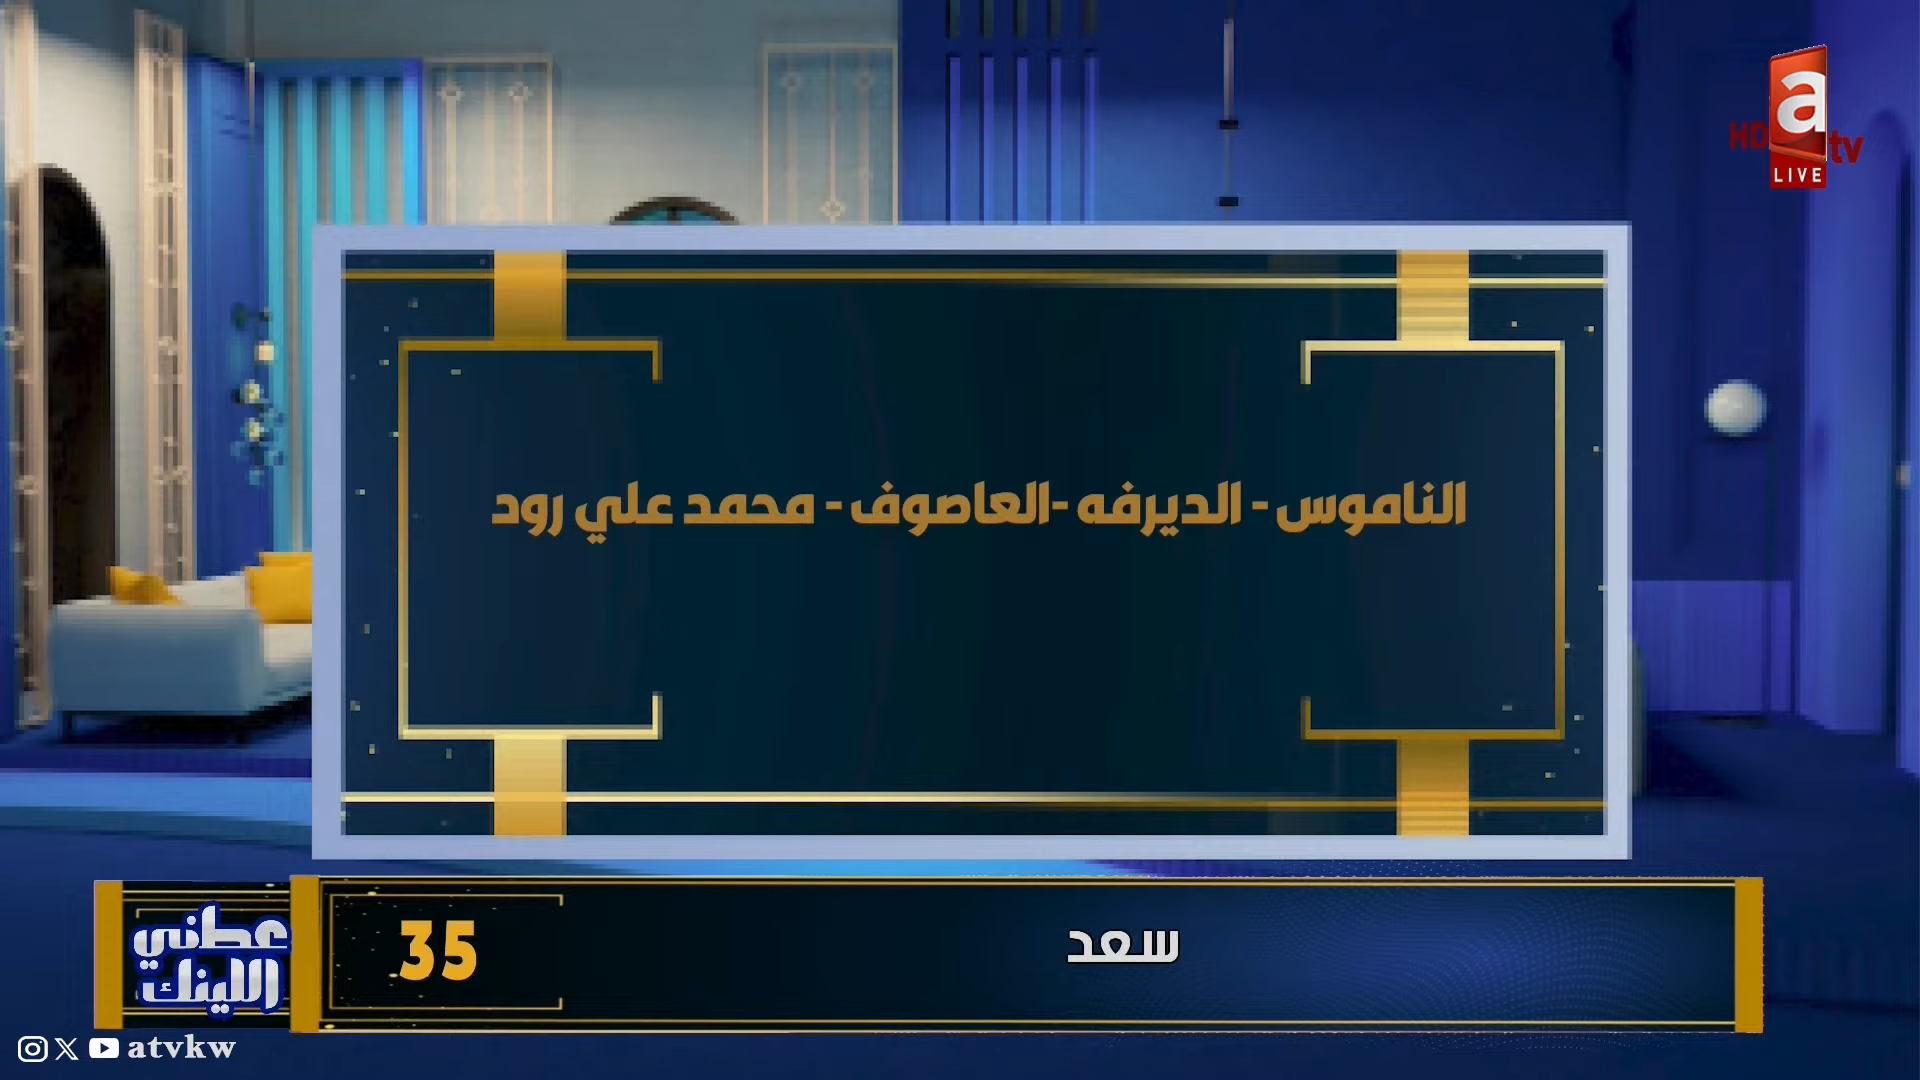 HD a tv
LIVE
الناموس - الديرفه -العاصوف - محمد علي رود
سعد
35
عطني
اللينك
atvkw